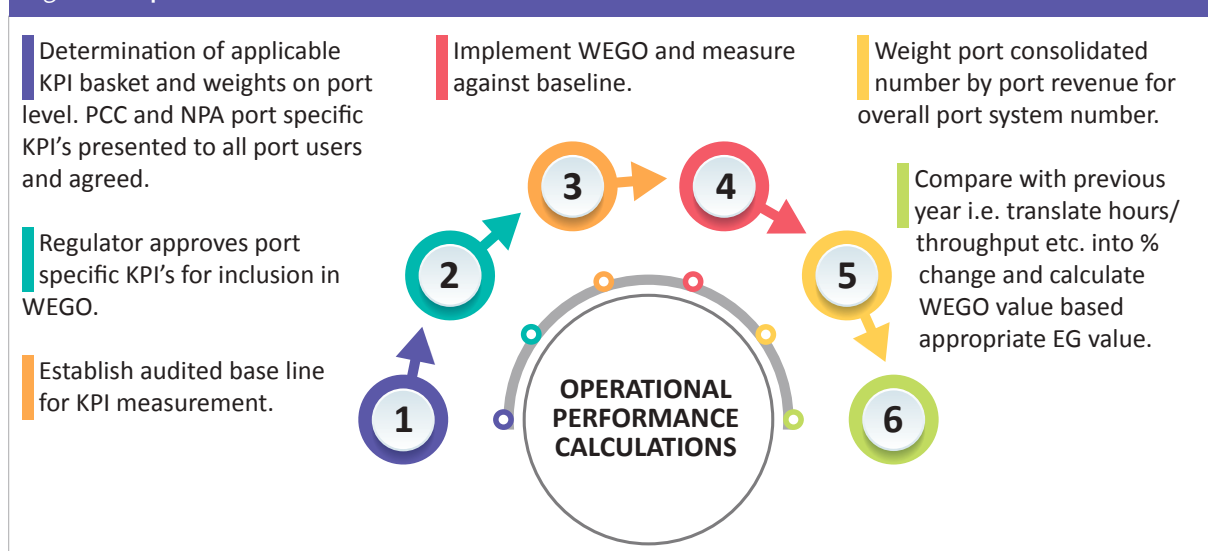 Determination of applicable
KPI basket and weights on port
level. PCC and NPA port specific
KPI's presented to all port users
and agreed.
Regulator approves port
specific KPI's for inclusion in
WEGO.
Establish audited base line
for KPI measurement.
Implement WEGO and measure
against baseline.
Weight port consolidated
number by port revenue for
overall port system number.
Compare with previous
year i.e. translate hours/
throughput etc. into %
change and calculate
WEGO value based
appropriate EG value.
1
2
3
4
5
6
OPERATIONAL
PERFORMANCE
CALCULATIONS